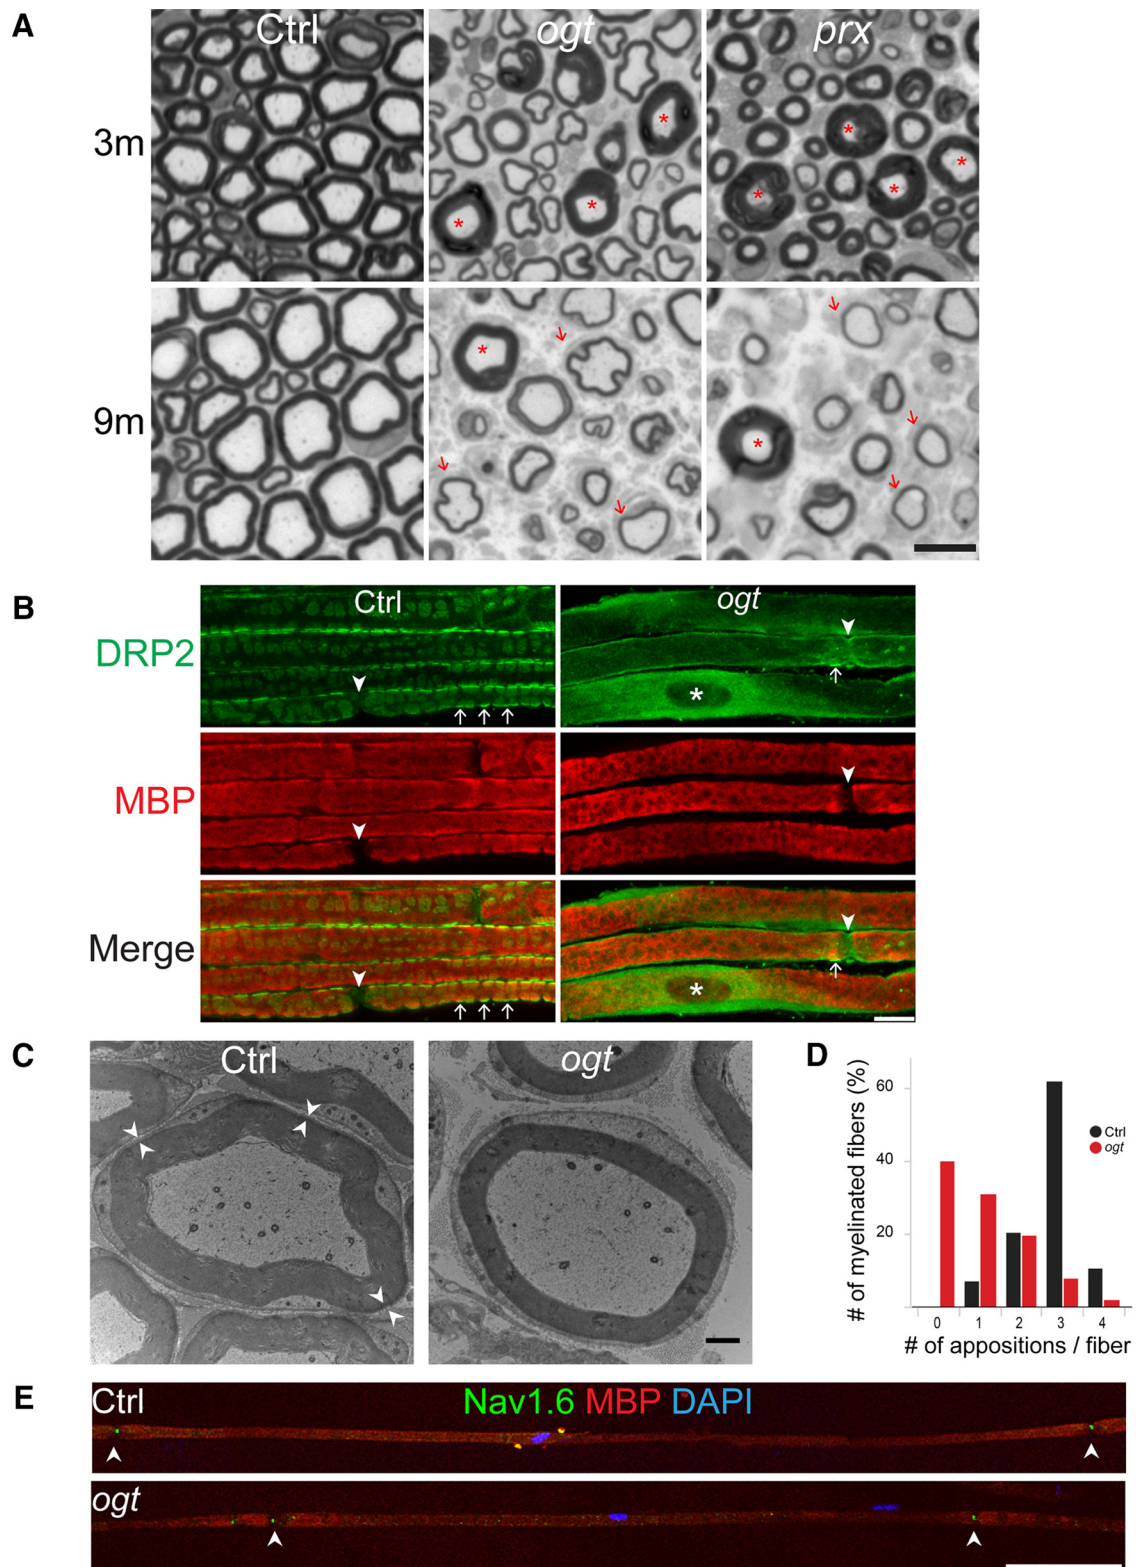 A
Ctrl
ogt
prx
3m
*
*
*
*
*
*
*
9m
*
*
B
Ctrl
ogt
DRP2
*
MBP
Merge
*
C
Ctrl
ogt
D
# of myelinated fibers (%)
60
40
20
Ctrl
ogt
0 1 2 3 4
# of appositions / fiber
E
Ctrl
Nav1.6 MBP DAPI
ogt